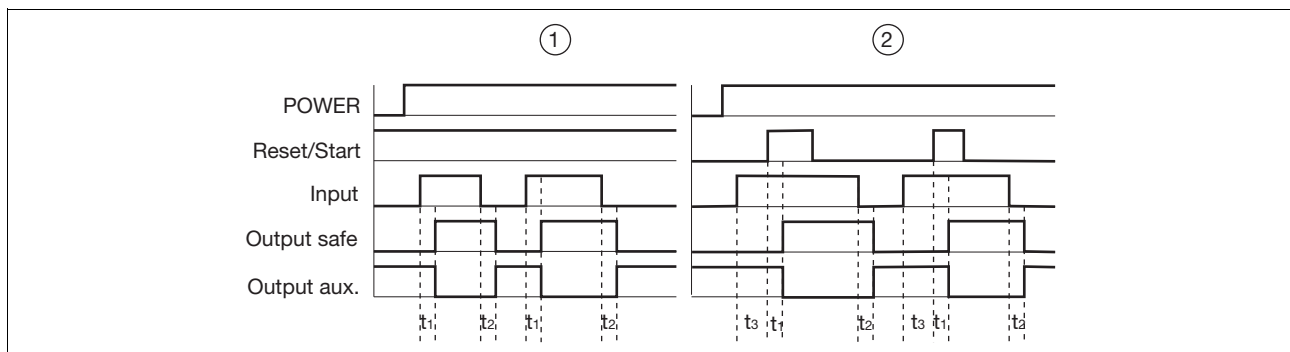 ① ②
POWER
Reset/Start
Input
Output safe
Output aux.
t1 t2 t1 t2 t3 t1 t2 t3 t1 t2